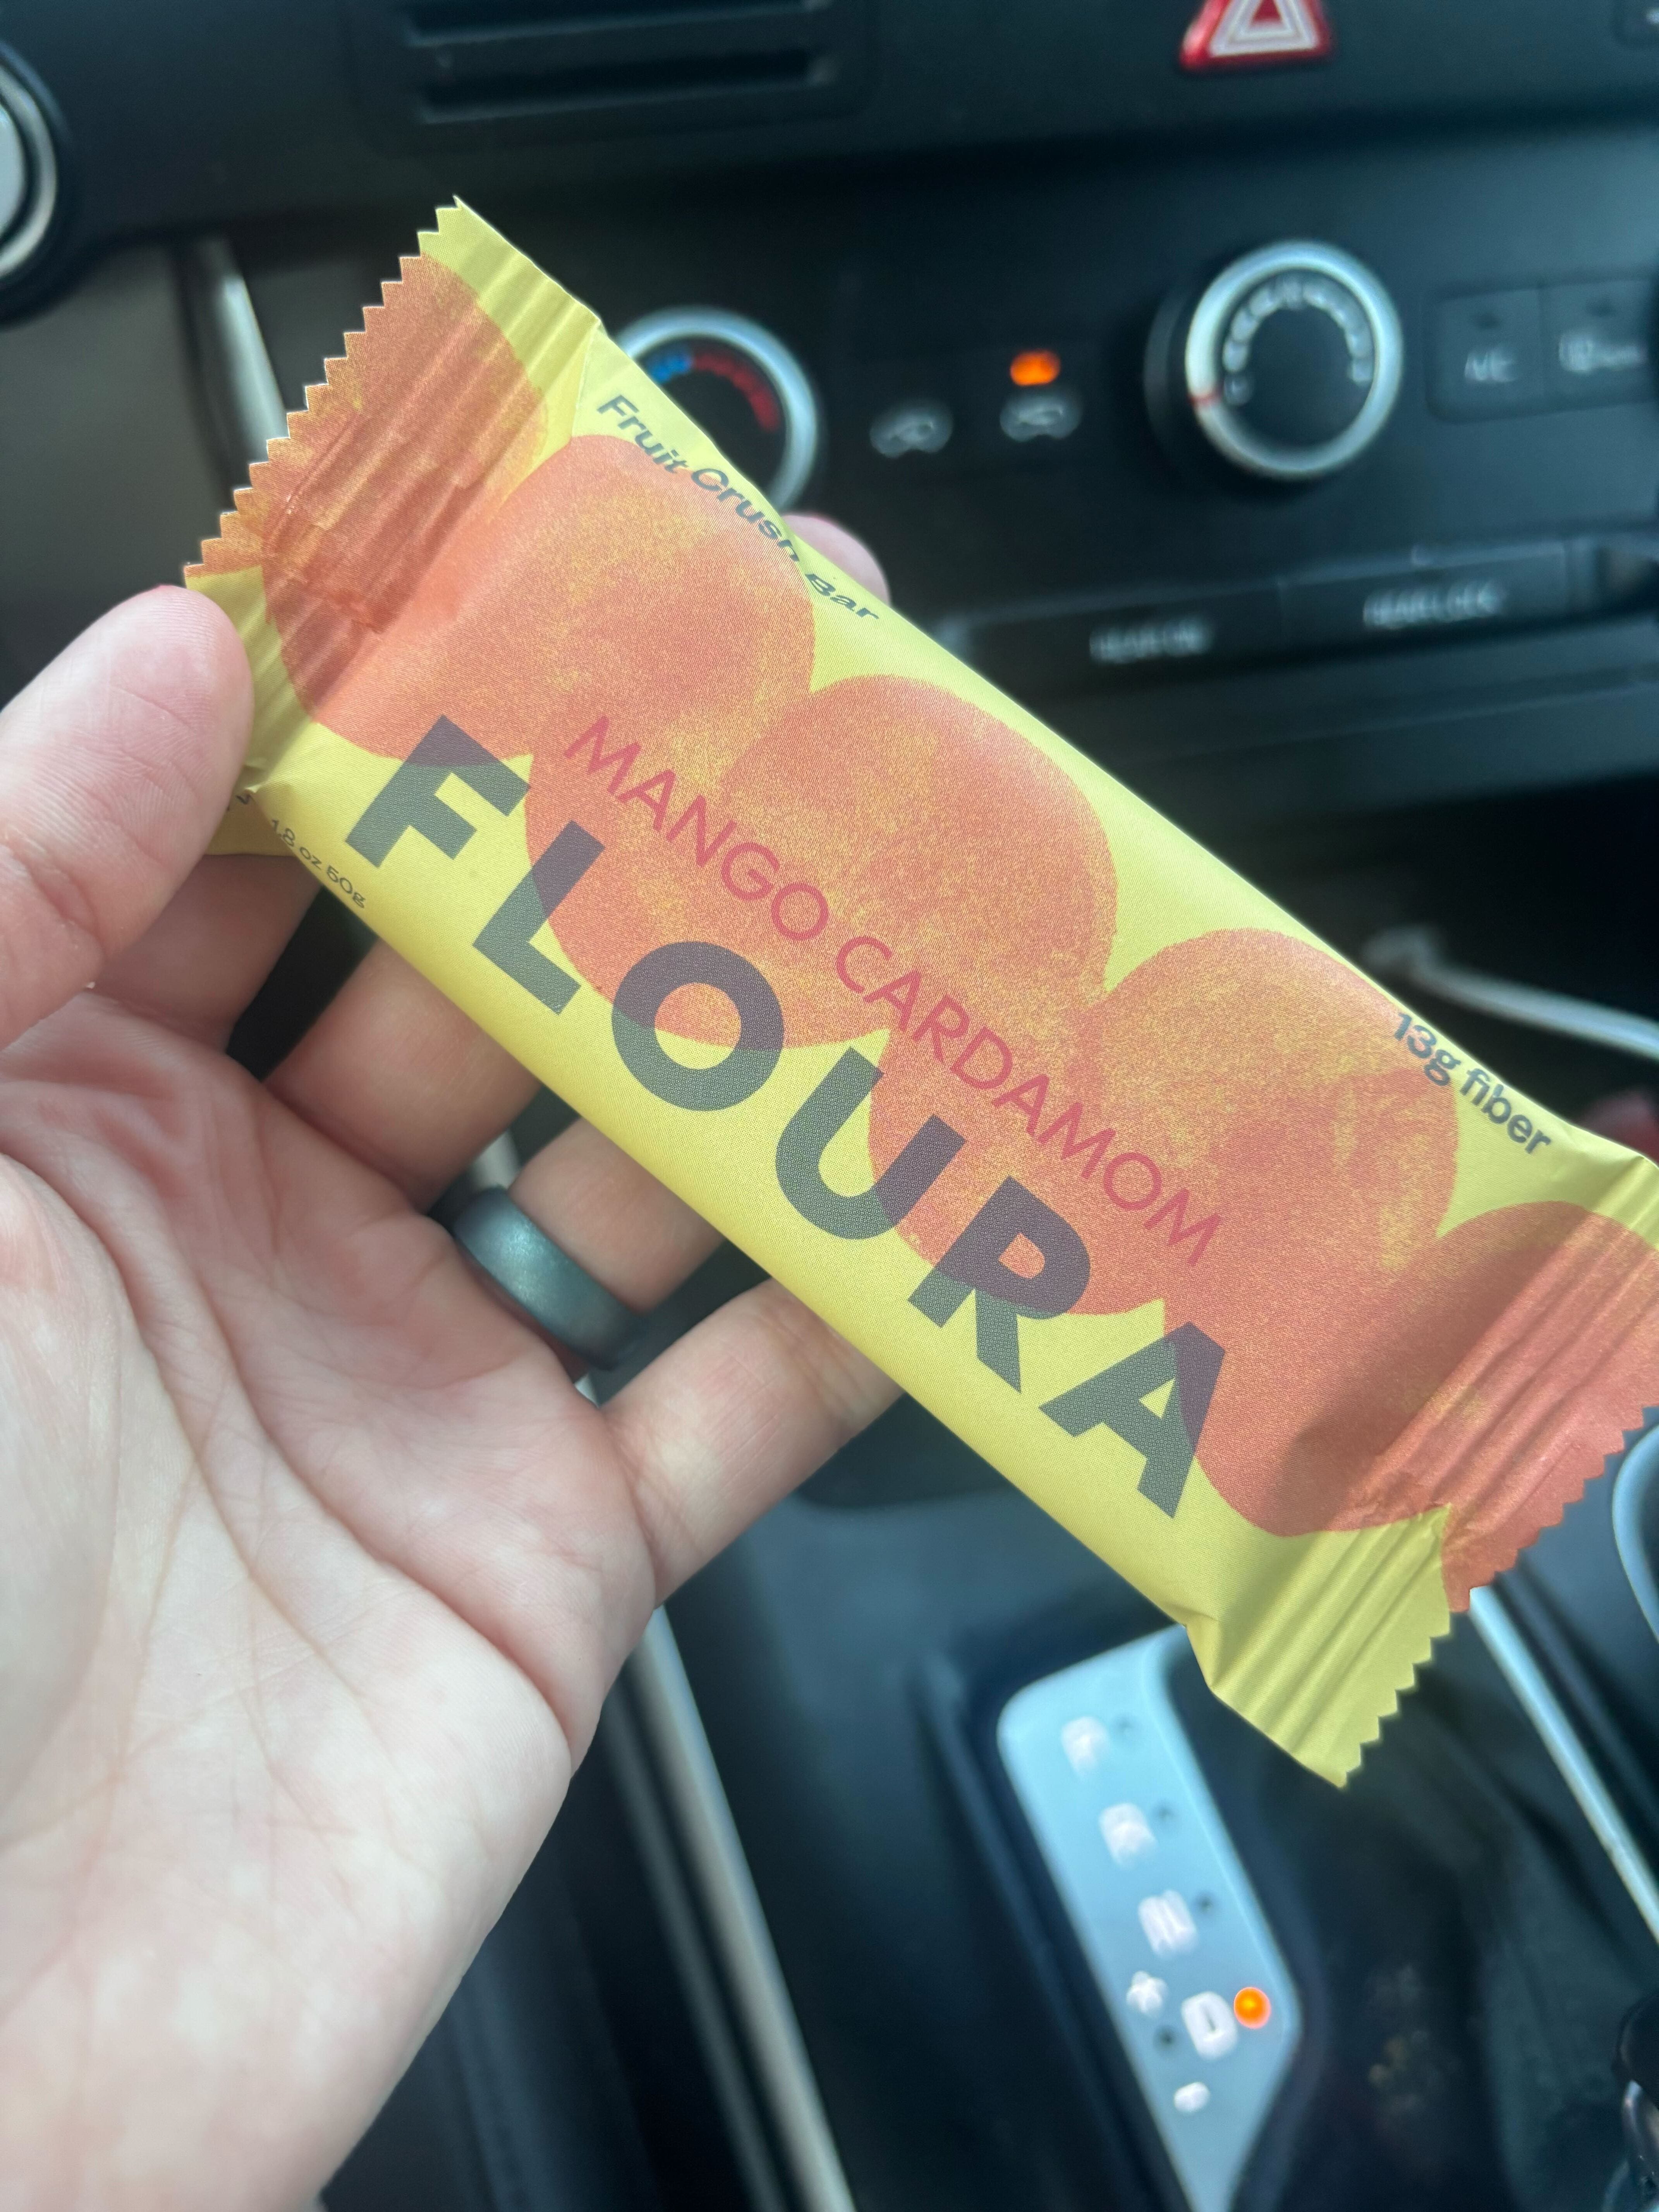 Fruit Crush Bar
13g fiber
MANGO CARDAMOM
FLOURA
1.8 oz 50g